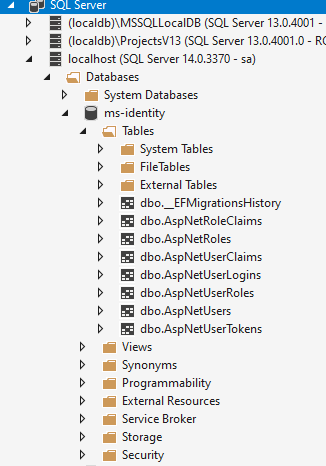 SQL Server
(localdb)\MSSQLLocalDB (SQL Server 13.0.4001 -
(localdb)\ProjectsV13 (SQL Server 13.0.4001.0 - RO
localhost (SQL Server 14.0.3370 - sa)
Databases
System Databases
ms-identity
Tables
System Tables
FileTables
External Tables
dbo.__EFMigrationsHistory
dbo.AspNetRoleClaims
dbo.AspNetRoles
dbo.AspNetUserClaims
dbo.AspNetUserLogins
dbo.AspNetUserRoles
dbo.AspNetUsers
dbo.AspNetUserTokens
Views
Synonyms
Programmability
External Resources
Service Broker
Storage
Security